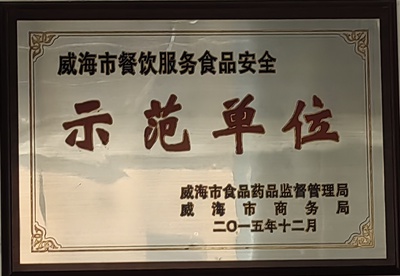 威海市餐饮服务食品安全
示范单位
威海市食品药品监督管理局
威海市商务局
二〇一五年十二月